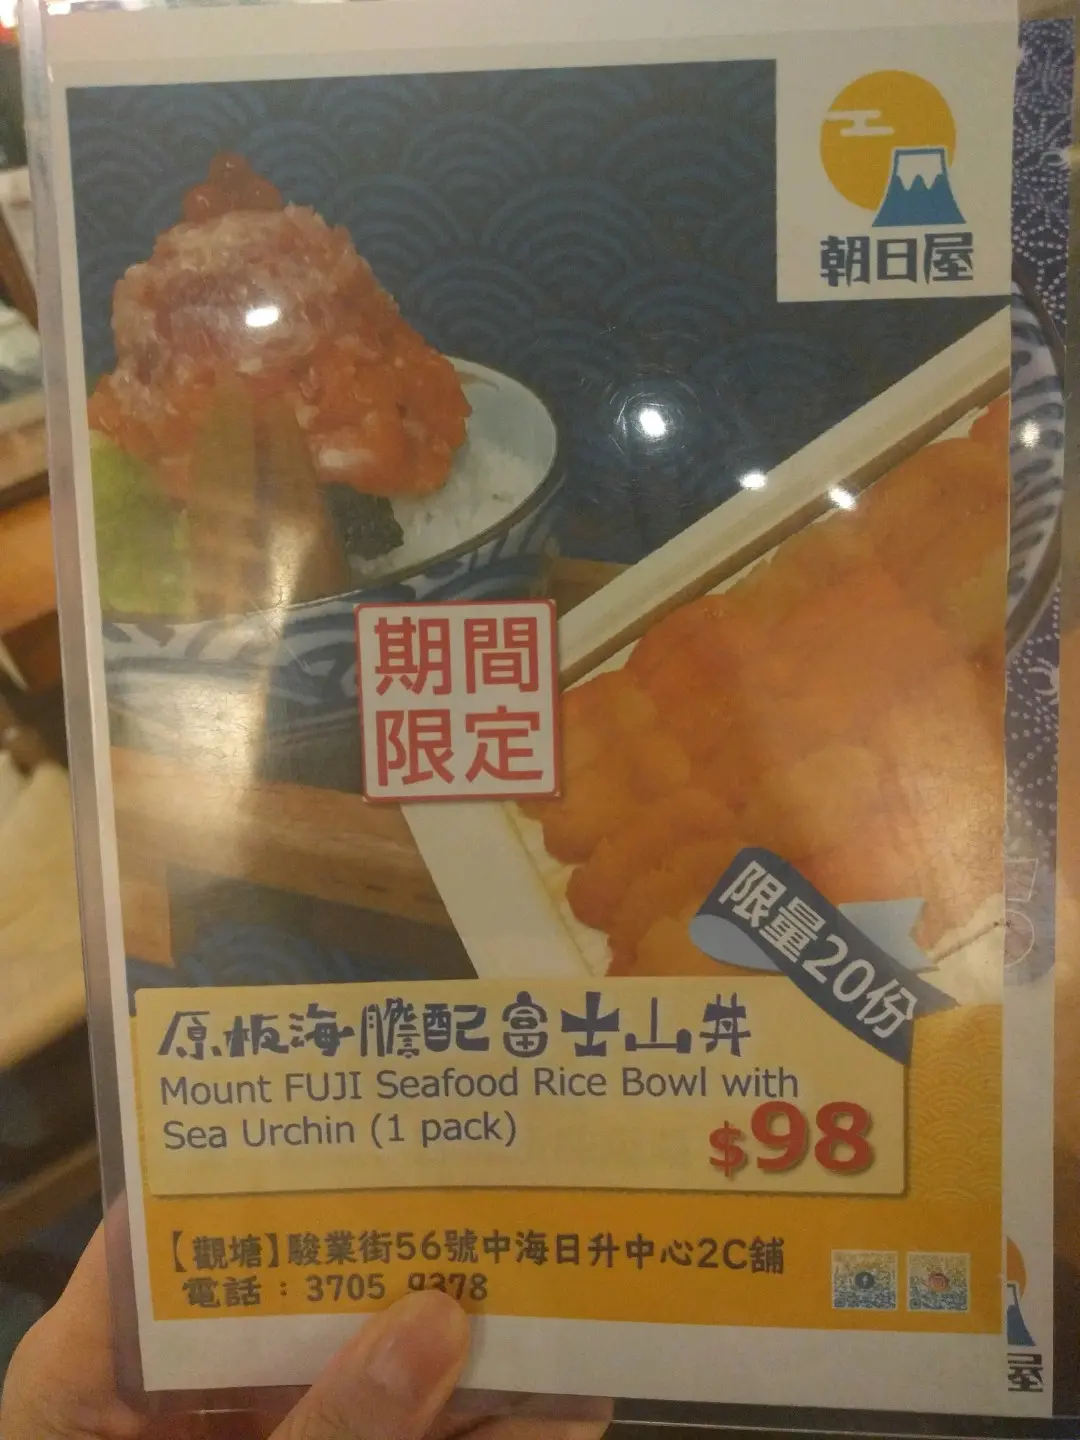 朝日屋
期間
限定
限量20份
原板海膽配富士山丼
Mount FUJI Seafood Rice Bowl with
Sea Urchin (1 pack)
$98
【觀塘】駿業街56號中海日升中心2C舖
電話：3705 9378
屋